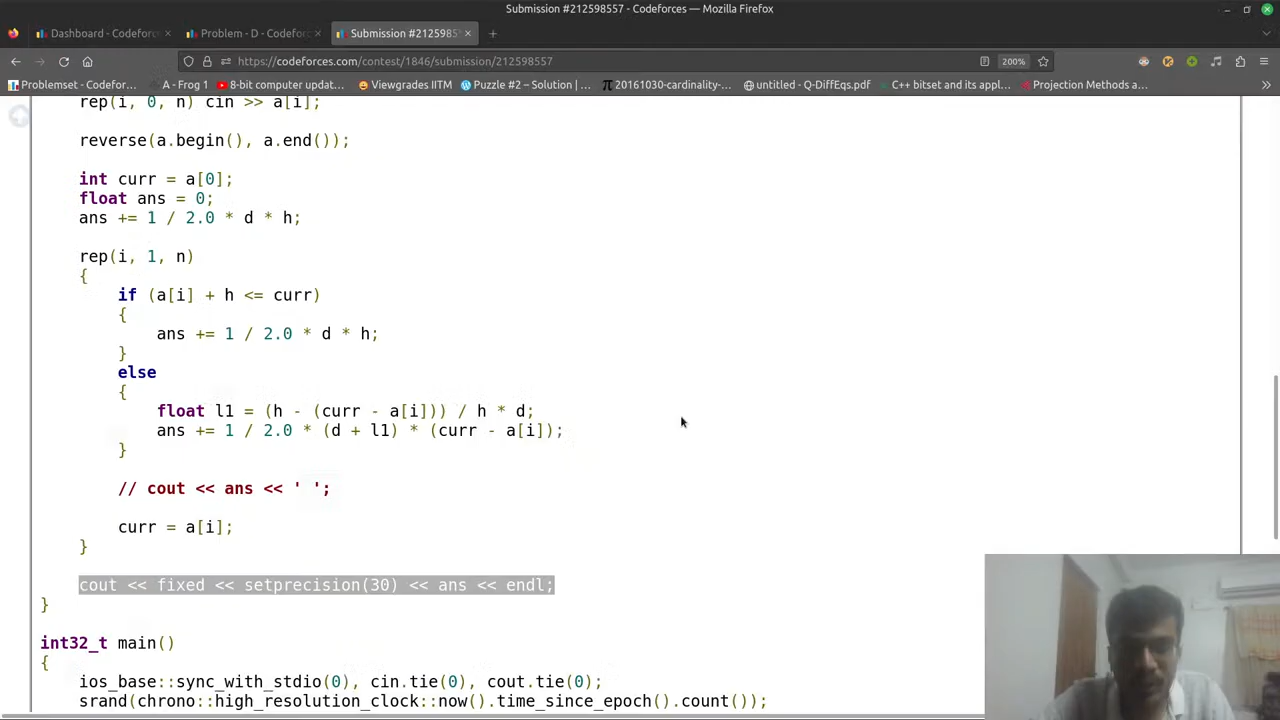 Submission #212598557 - Codeforces — Mozilla Firefox
Dashboard - Codeforc
Problem - D - Codefor
Submission #2125985
https://codeforces.com/contest/1846/submission/212598557
200%
Problemset - Codefor...
A - Frog 1
8-bit computer updat...
Viewgrades IITM
Puzzle #2 – Solution | ...
20161030-cardinality-...
untitled - Q-DiffEqs.pdf
C++ bitset and its appl...
Projection Methods a...
rep(i, 0, n) cin >> a[i];
reverse(a.begin(), a.end());
int curr = a[0];
float ans = 0;
ans += 1 / 2.0 * d * h;
rep(i, 1, n)
{
if (a[i] + h <= curr)
{
ans += 1 / 2.0 * d * h;
}
else
{
float l1 = (h - (curr - a[i])) / h * d;
ans += 1 / 2.0 * (d + l1) * (curr - a[i]);
}
// cout << ans << ' ';
curr = a[i];
}
cout << fixed << setprecision(30) << ans << endl;
}
int32_t main()
{
ios_base::sync_with_stdio(0), cin.tie(0), cout.tie(0);
srand(chrono::high_resolution_clock::now().time_since_epoch().count());